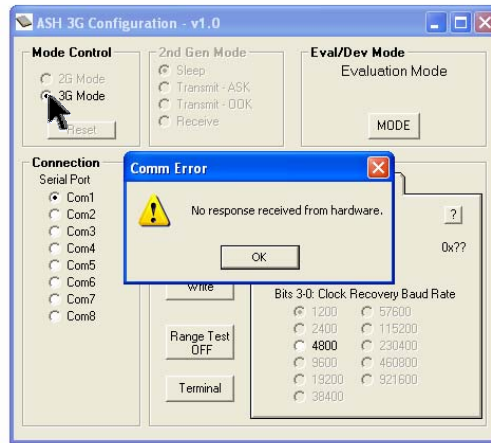 ASH 3G Configuration - v1.0
Mode Control
2G Mode
3G Mode
Reset
2nd Gen Mode
Sleep
Transmit - ASK
Transmit - OOK
Receive
Eval/Dev Mode
Evaluation Mode
MODE
Connection
Serial Port
Com1
Com2
Com3
Com4
Com5
Com6
Com7
Com8
Comm Error
No response received from hardware.
OK
Write
Range Test
OFF
Terminal
?
0x??
Bits 3-0: Clock Recovery Baud Rate
1200
2400
4800
9600
19200
38400
57600
115200
230400
460800
921600